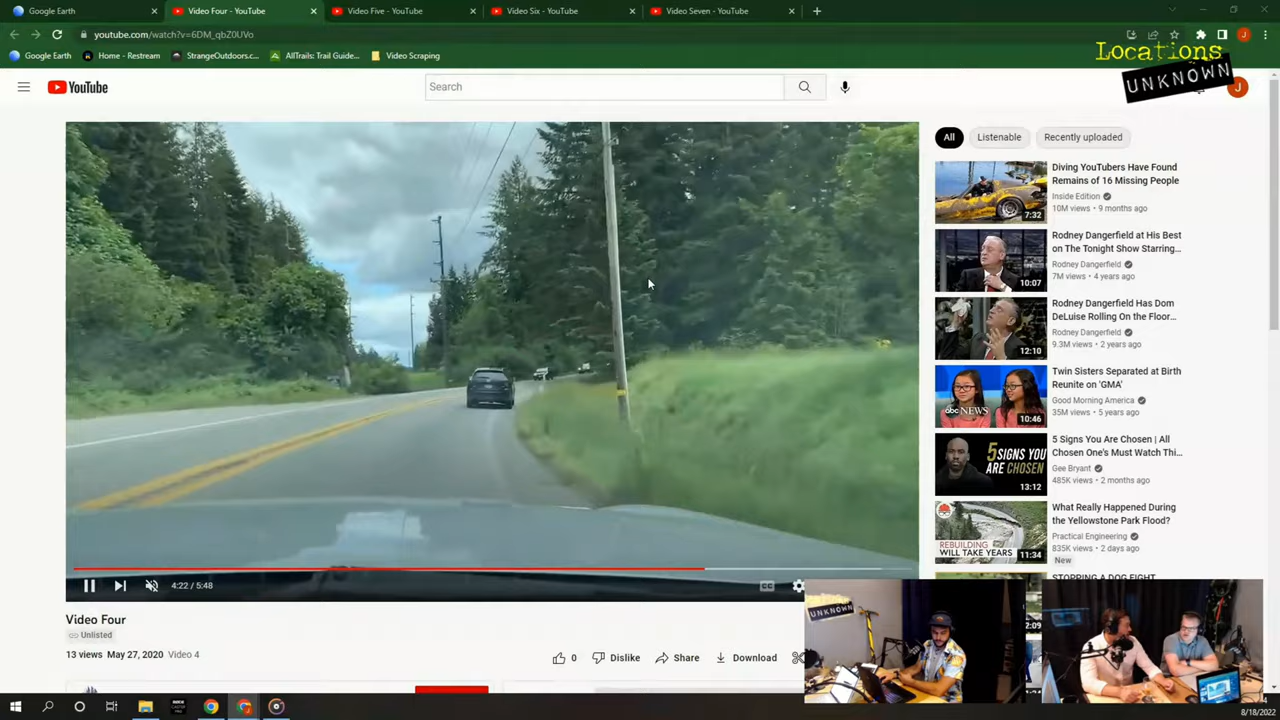 Google Earth
Video Four - YouTube
Video Five - YouTube
Video Six - YouTube
Video Seven - YouTube
youtube.com/watch?v=6DM_qbZ0UVo
Google Earth
Home - Restream
StrangeOutdoors.c...
AllTrails: Trail Guide...
Video Scraping
Locations
UNKNOWN
YouTube
Search
J
All
Listenable
Recently uploaded
Diving YouTubers Have Found
Remains of 16 Missing People
Inside Edition
10M views • 9 months ago
7:32
Rodney Dangerfield at His Best
on The Tonight Show Starring...
Rodney Dangerfield
7M views • 4 years ago
10:07
Rodney Dangerfield Has Dom
DeLuise Rolling On the Floor...
Rodney Dangerfield
9.3M views • 2 years ago
12:10
Twin Sisters Separated at Birth
Reunite on 'GMA'
Good Morning America
35M views • 5 years ago
abc NEWS
10:46
5 Signs You Are Chosen | All
Chosen One's Must Watch Thi...
Gee Bryant
485K views • 2 months ago
5 SIGNS YOU
ARE CHOSEN
13:12
What Really Happened During
the Yellowstone Park Flood?
Practical Engineering
835K views • 2 days ago
New
REBUILDING
WILL TAKE YEARS
11:34
STOPPING A DOG FIGHT
4:22 / 5:48
Video Four
Unlisted
13 views May 27, 2020 Video 4
0
Dislike
Share
Download
UNKNOWN
8/18/2022